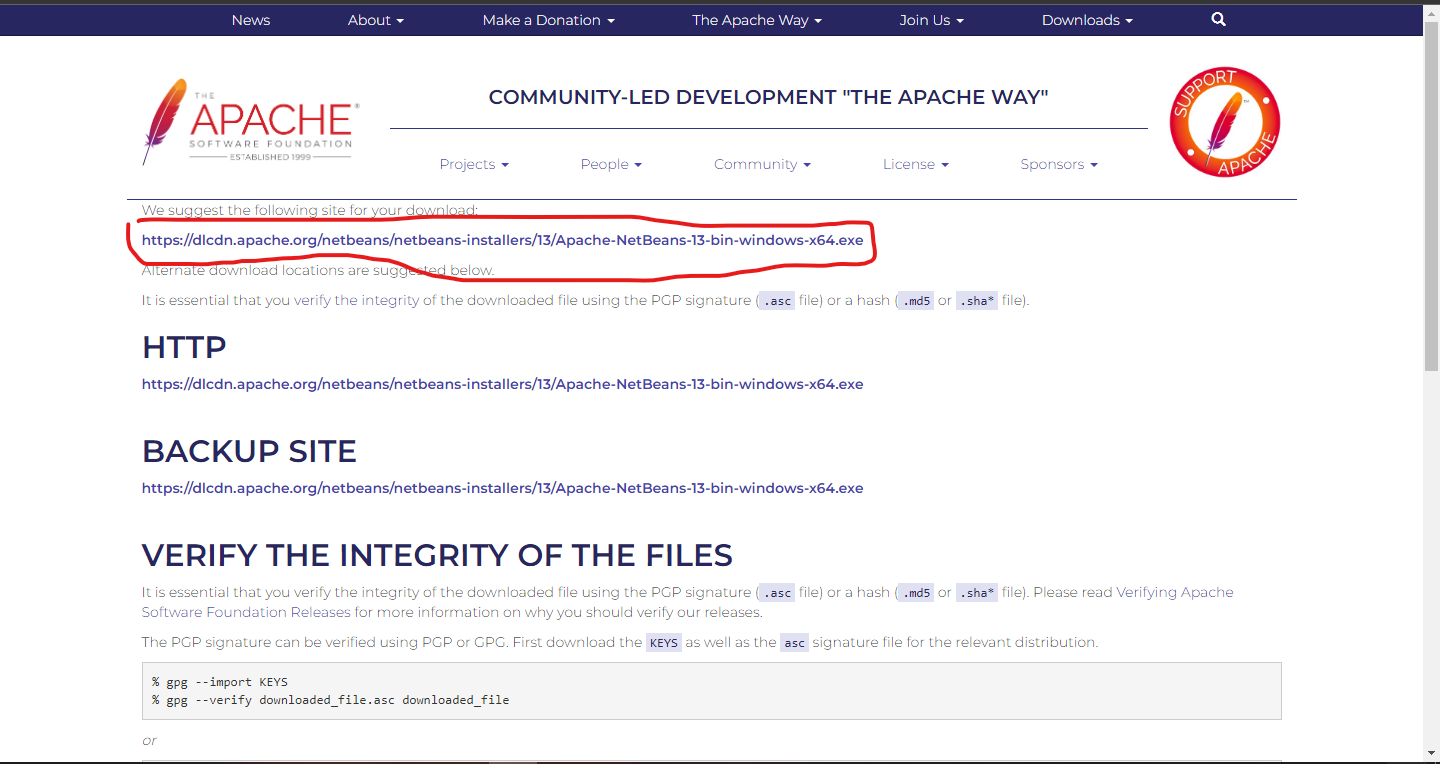 News About Make a Donation The Apache Way Join Us Downloads
THE
APACHE®
SOFTWARE FOUNDATION
ESTABLISHED 1999
COMMUNITY-LED DEVELOPMENT "THE APACHE WAY"
SUPPORT
APACHE
Projects People Community License Sponsors
We suggest the following site for your download:
https://dlcdn.apache.org/netbeans/netbeans-installers/13/Apache-NetBeans-13-bin-windows-x64.exe
Alternate download locations are suggested below.
It is essential that you verify the integrity of the downloaded file using the PGP signature ( .asc file) or a hash ( .md5 or .sha* file).
HTTP
https://dlcdn.apache.org/netbeans/netbeans-installers/13/Apache-NetBeans-13-bin-windows-x64.exe
BACKUP SITE
https://dlcdn.apache.org/netbeans/netbeans-installers/13/Apache-NetBeans-13-bin-windows-x64.exe
VERIFY THE INTEGRITY OF THE FILES
It is essential that you verify the integrity of the downloaded file using the PGP signature ( .asc file) or a hash ( .md5 or .sha* file). Please read Verifying Apache
Software Foundation Releases for more information on why you should verify our releases.
The PGP signature can be verified using PGP or GPG. First download the KEYS as well as the asc signature file for the relevant distribution.
% gpg --import KEYS
% gpg --verify downloaded_file.asc downloaded_file
or